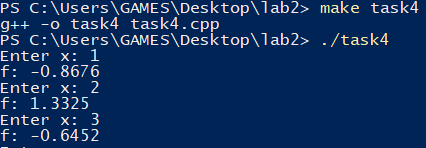 PS C:\Users\GAMES\Desktop\lab2> make task4
g++ -o task4 task4.cpp
PS C:\Users\GAMES\Desktop\lab2> ./task4
Enter x: 1
f: -0.8676
Enter x: 2
f: 1.3325
Enter x: 3
f: -0.6452